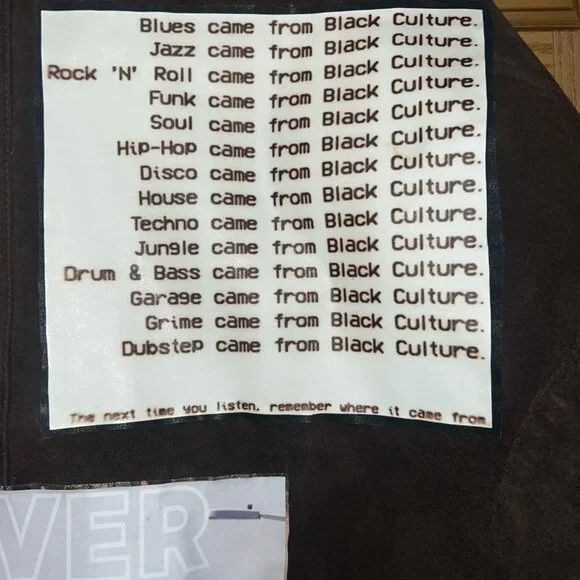 Blues came from Black Culture.
Jazz came from Black Culture.
Rock 'N' Roll came from Black Culture.
Funk came from Black Culture.
Soul came from Black Culture.
Hip-Hop came from Black Culture.
Disco came from Black Culture.
House came from Black Culture.
Techno came from Black Culture.
Jungle came from Black Culture.
Drum & Bass came from Black Culture.
Garage came from Black Culture.
Grime came from Black Culture.
Dubstep came from Black Culture.
The next time you listen, remember where it came from
VER